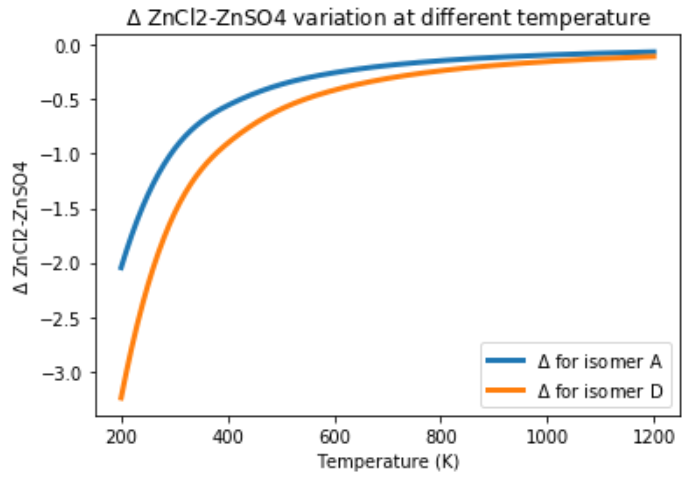 Δ ZnCl2-ZnSO4 variation at different temperature
0.0
−0.5
−1.0
−1.5
−2.0
−2.5
−3.0
Δ ZnCl2-ZnSO4
Δ for isomer A
Δ for isomer D
200 400 600 800 1000 1200
Temperature (K)